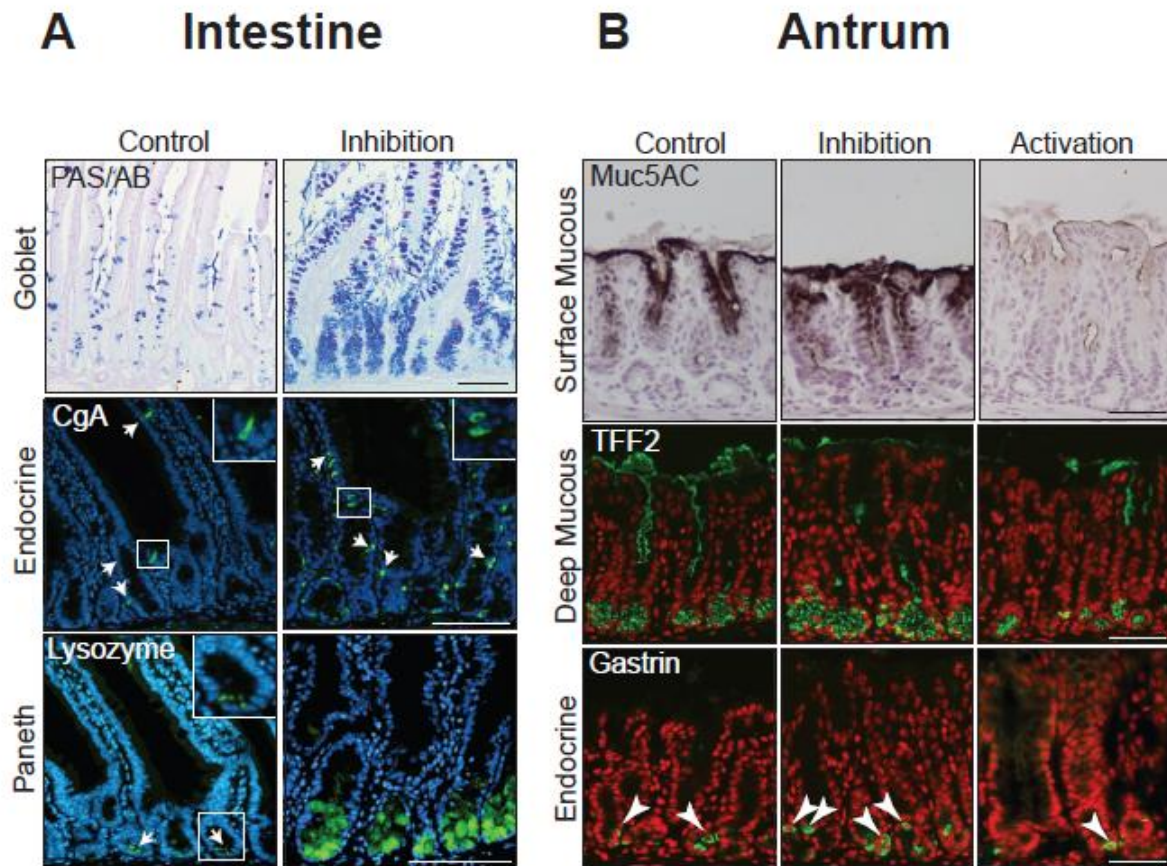 A Intestine
B Antrum
Control Inhibition
Control Inhibition Activation
Goblet
PAS/AB
Surface Mucous
Muc5AC
Endocrine
CgA
Deep Mucous
TFF2
Paneth
Lysozyme
Endocrine
Gastrin